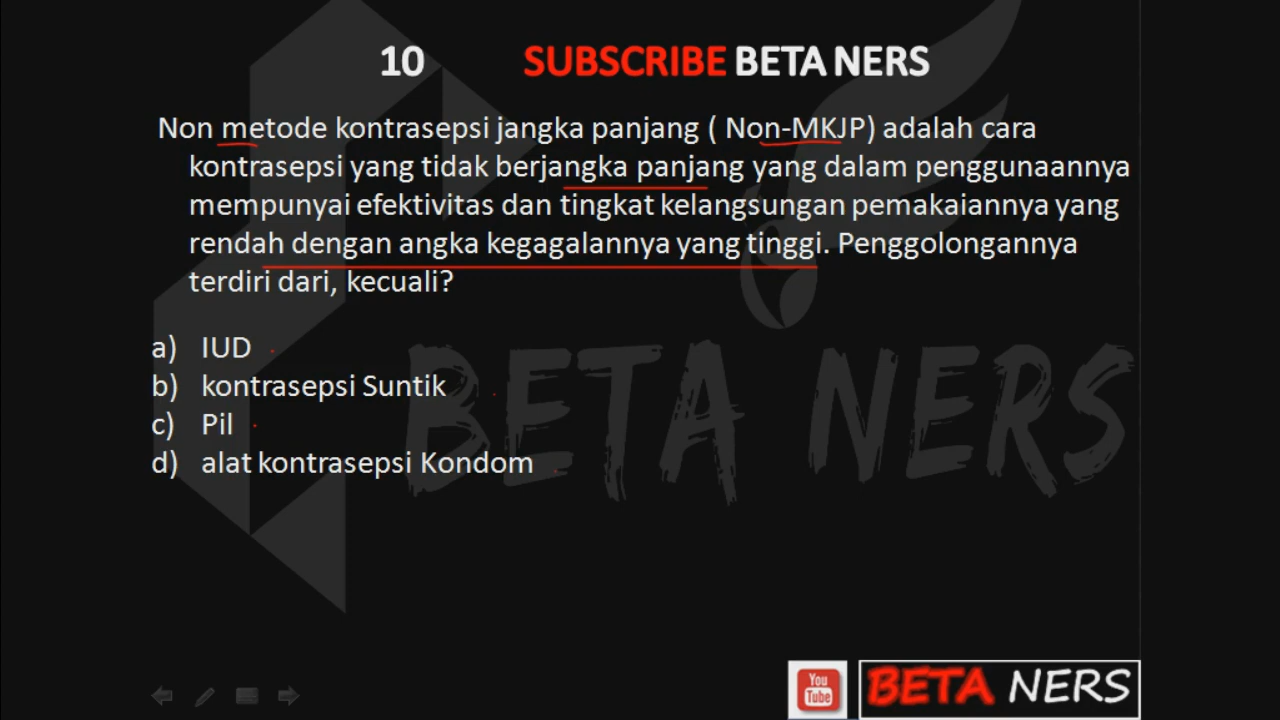 10 SUBSCRIBE BETA NERS
Non metode kontrasepsi jangka panjang ( Non-MKJP) adalah cara
kontrasepsi yang tidak berjangka panjang yang dalam penggunaannya
mempunyai efektivitas dan tingkat kelangsungan pemakaiannya yang
rendah dengan angka kegagalannya yang tinggi. Penggolongannya
terdiri dari, kecuali?
a) IUD
b) kontrasepsi Suntik
c) Pil
d) alat kontrasepsi Kondom
BETA NERS
You
Tube
BETA NERS